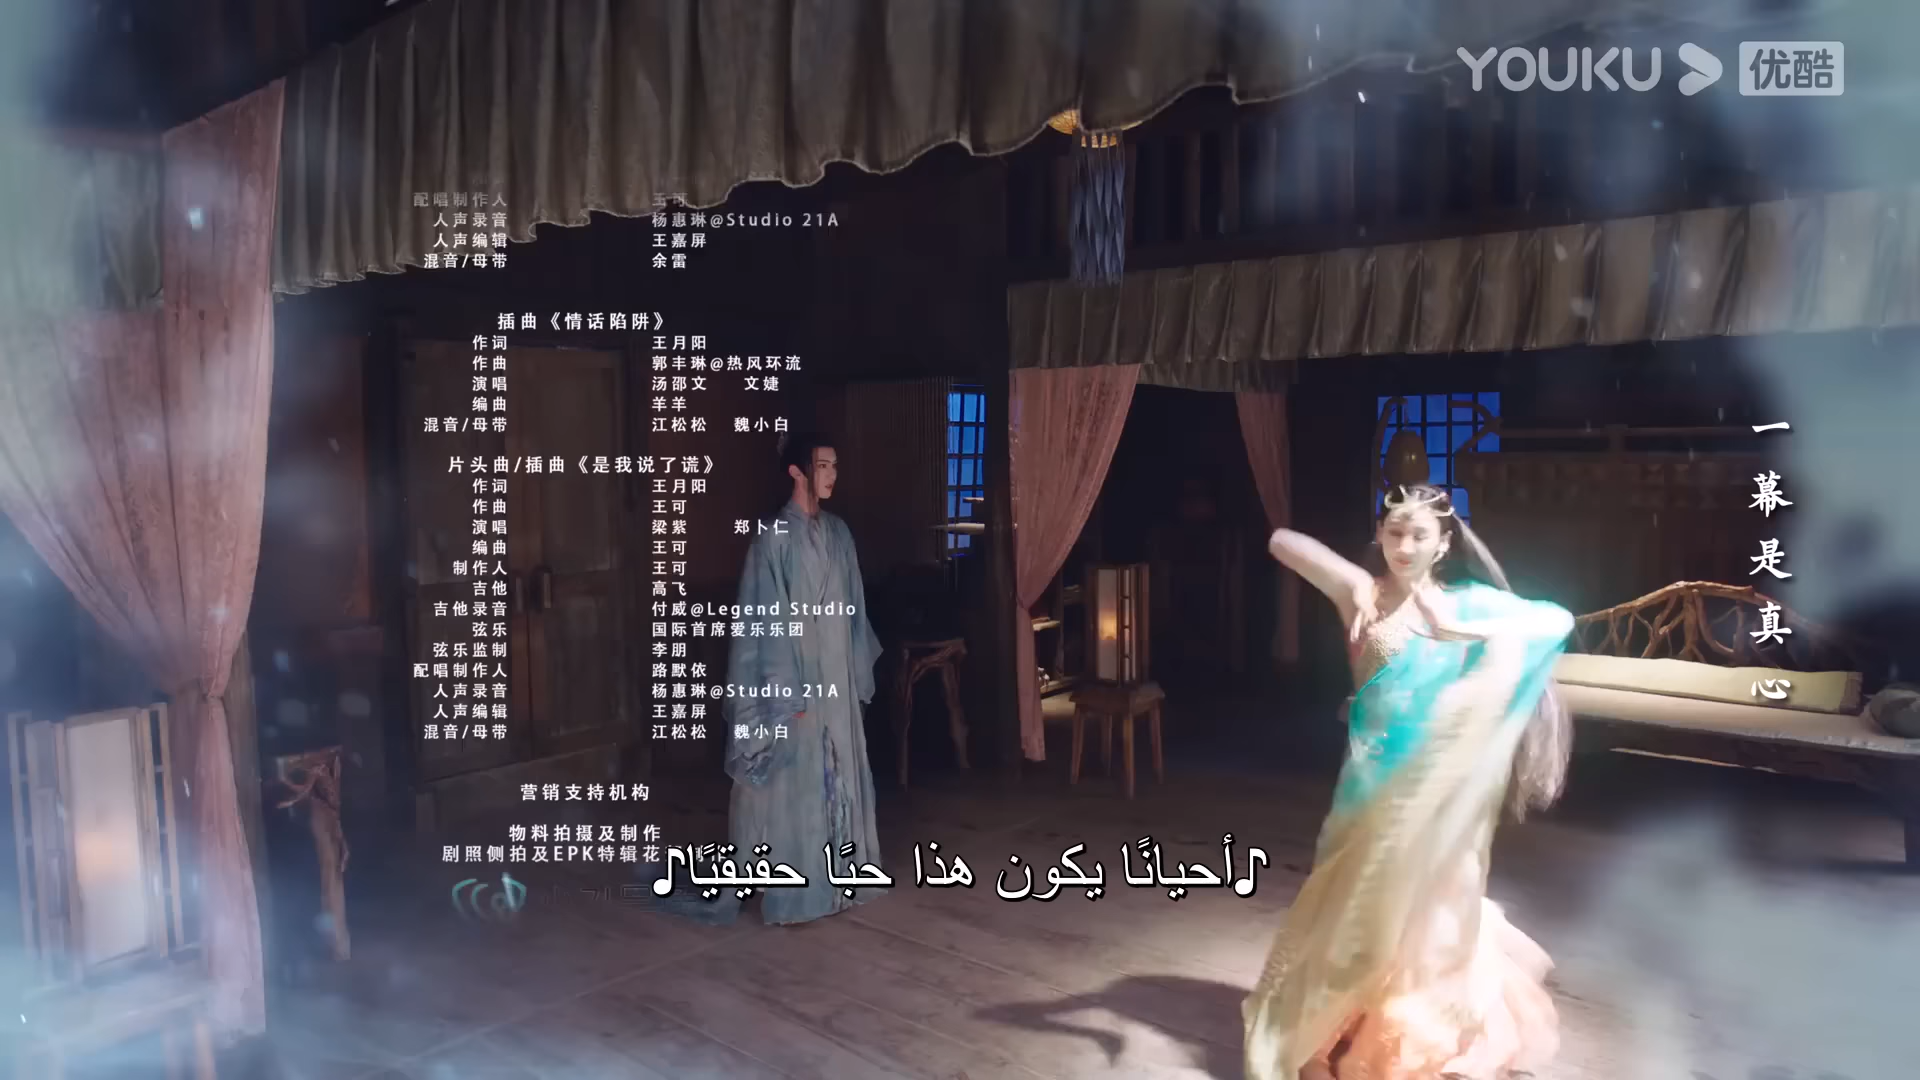 YOUKU 优酷
配唱制作人 王可
人声录音 杨惠琳@Studio 21A
人声编辑 王嘉屏
混音/母带 余雷
插曲《情话陷阱》
作词 王月阳
作曲 郭丰琳@热风环流
演唱 汤邵文 文婕
编曲 羊羊
混音/母带 江松松 魏小白
片头曲/插曲《是我说了谎》
作词 王月阳
作曲 王可
演唱 梁紫 郑卜仁
编曲 王可
制作人 王可
吉他 高飞
吉他录音 付威@Legend Studio
弦乐 国际首席爱乐乐团
弦乐监制 李朋
配唱制作人 路默依
人声录音 杨惠琳@Studio 21A
人声编辑 王嘉屏
混音/母带 江松松 魏小白
营销支持机构
物料拍摄及制作
剧照侧拍及EPK特辑花
一幕是真心
♪أحيانًا يكون هذا حبًا حقيقيًا♪